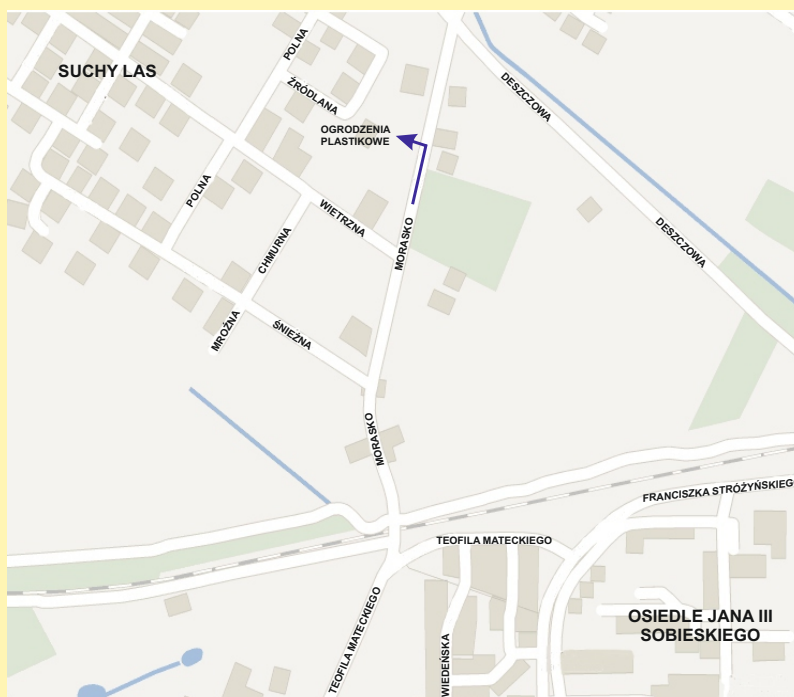 SUCHY LAS
POLNA
ŹRÓDLANA
DESZCZOWA
OGRODZENIA
PLASTIKOWE
POLNA
WIETRZNA
CHMURNA
MORASKO
DESZCZOWA
MROŹNA
ŚNIEŻNA
MORASKO
FRANCISZKA STRÓŻYŃSKIEGO
TEOFILA MATECKIEGO
TEOFILA MATECKIEGO
WIEDEŃSKA
OSIEDLE JANA III
SOBIESKIEGO